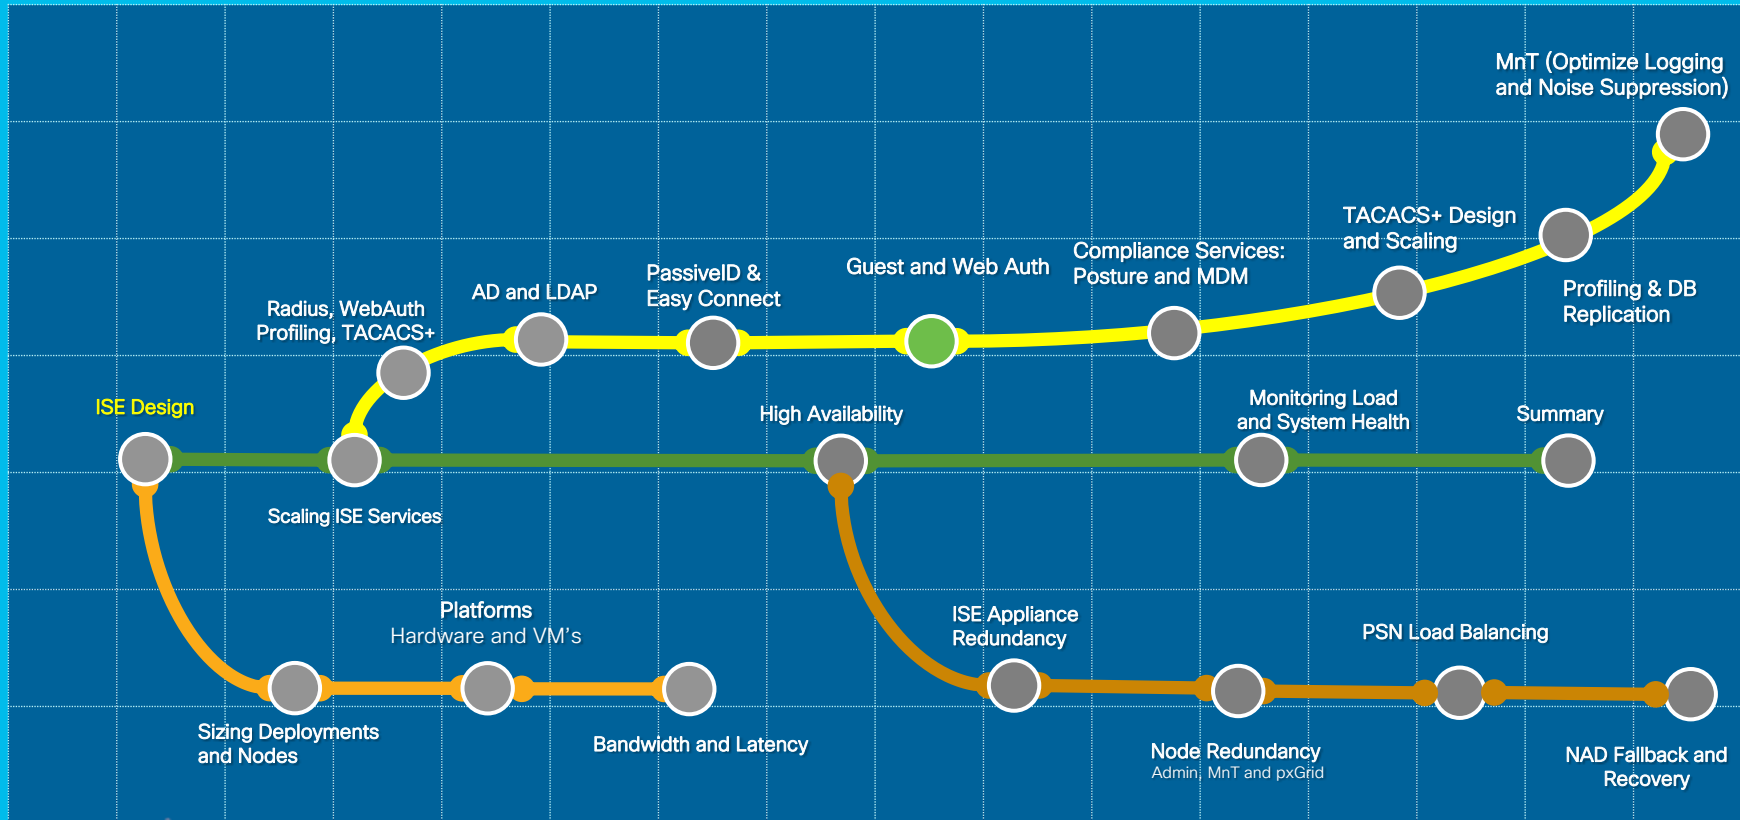 MnT (Optimize Logging
and Noise Suppression)
TACACS+ Design
and Scaling
Compliance Services:
Posture and MDM
Guest and Web Auth
PassiveID &
Easy Connect
AD and LDAP
Radius, WebAuth
Profiling, TACACS+
Profiling & DB
Replication
ISE Design
High Availability
Monitoring Load
and System Health
Summary
Scaling ISE Services
Platforms
Hardware and VM's
ISE Appliance
Redundancy
PSN Load Balancing
Sizing Deployments
and Nodes
Bandwidth and Latency
Node Redundancy
Admin, MnT and pxGrid
NAD Fallback and
Recovery